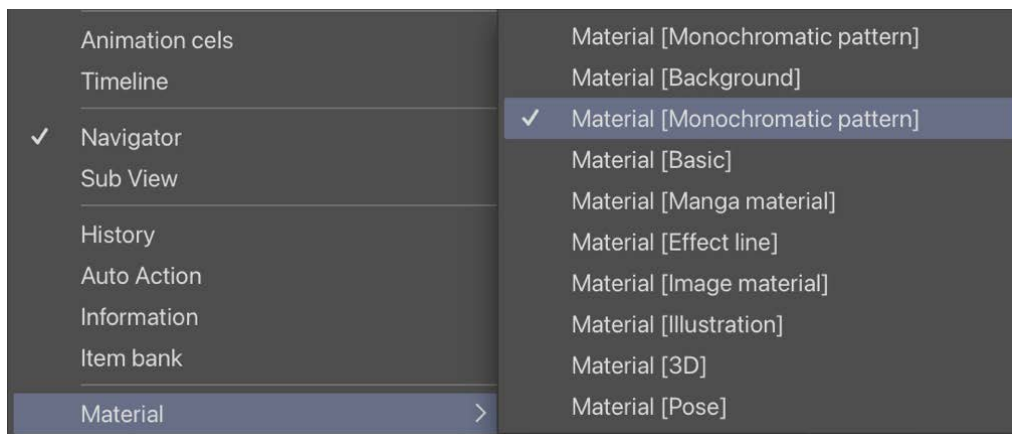 Animation cels
Timeline
Navigator
Sub View
History
Auto Action
Information
Item bank
Material
Material [Monochromatic pattern]
Material [Background]
Material [Monochromatic pattern]
Material [Basic]
Material [Manga material]
Material [Effect line]
Material [Image material]
Material [Illustration]
Material [3D]
Material [Pose]